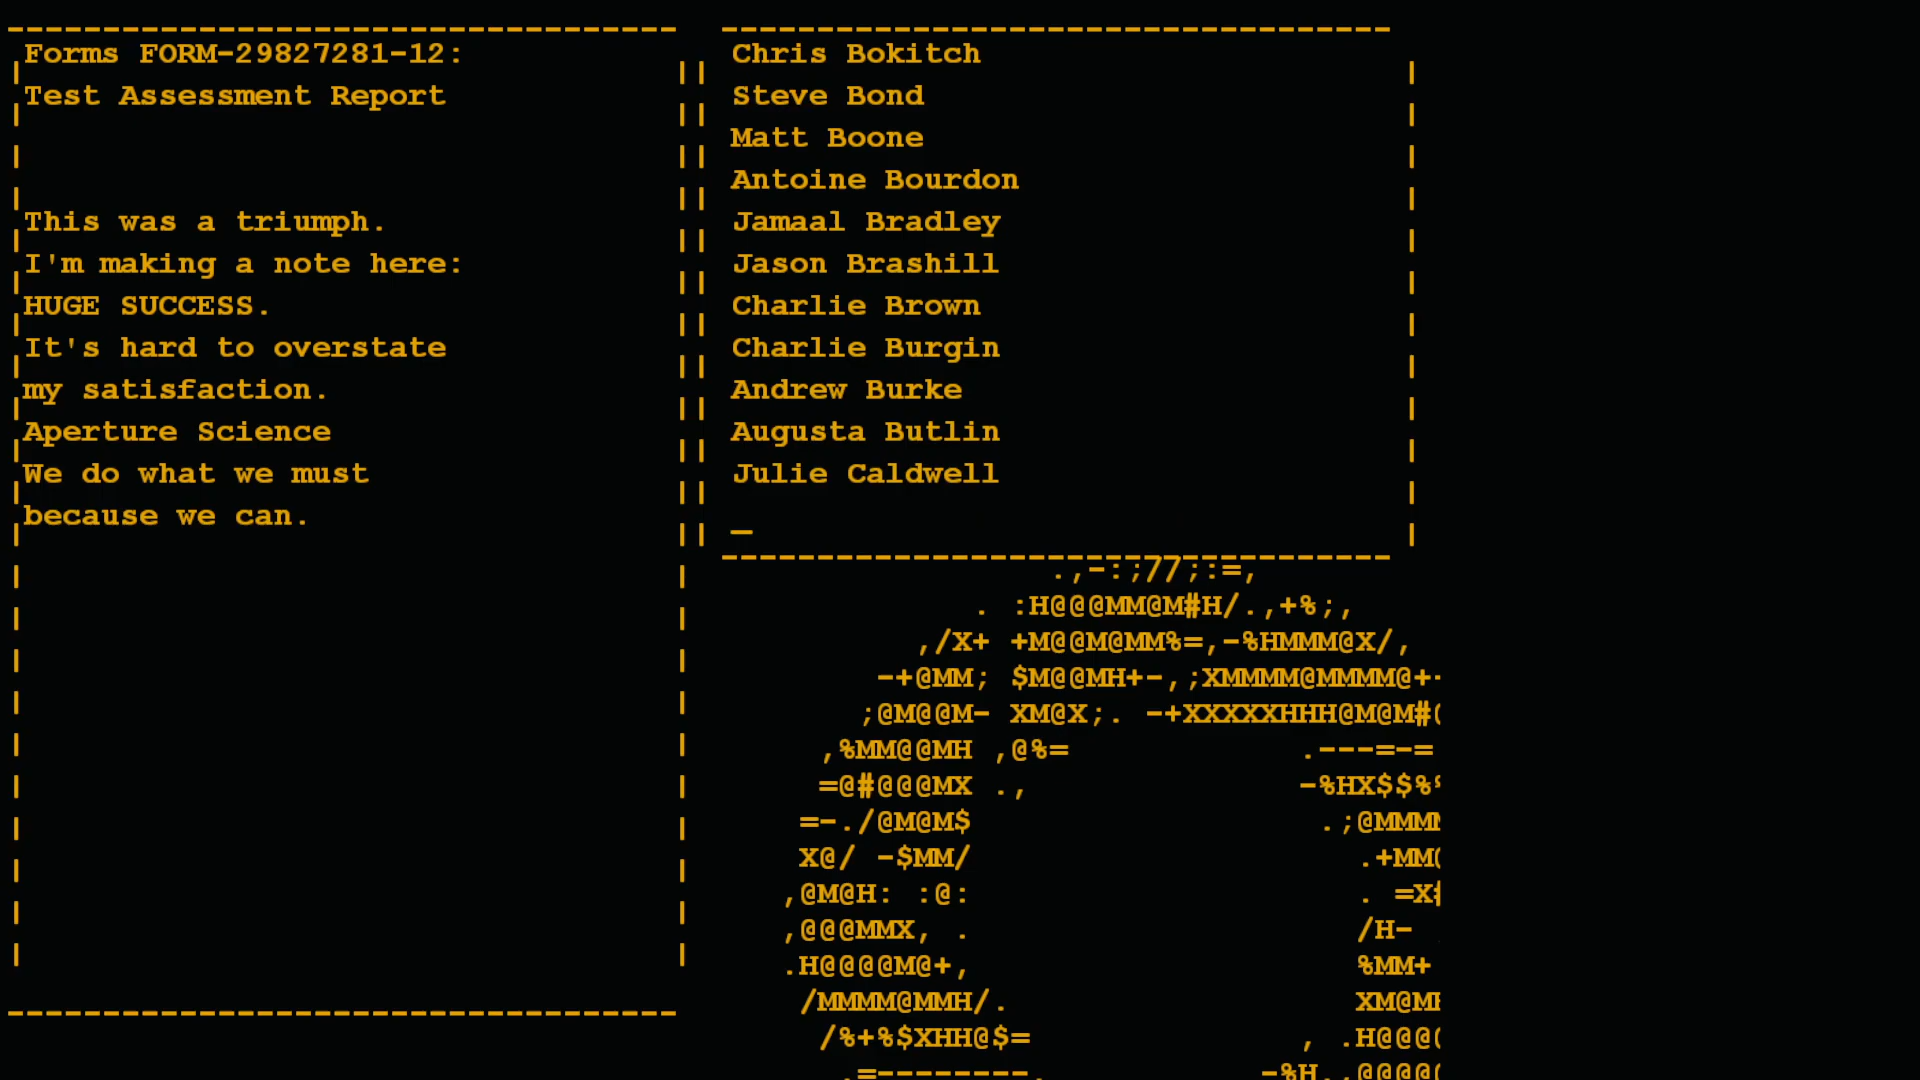 Forms FORM-29827281-12:
Test Assessment Report
This was a triumph.
I'm making a note here:
HUGE SUCCESS.
It's hard to overstate
my satisfaction.
Aperture Science
We do what we must
because we can.
Chris Bokitch
Steve Bond
Matt Boone
Antoine Bourdon
Jamaal Bradley
Jason Brashill
Charlie Brown
Charlie Burgin
Andrew Burke
Augusta Butlin
Julie Caldwell